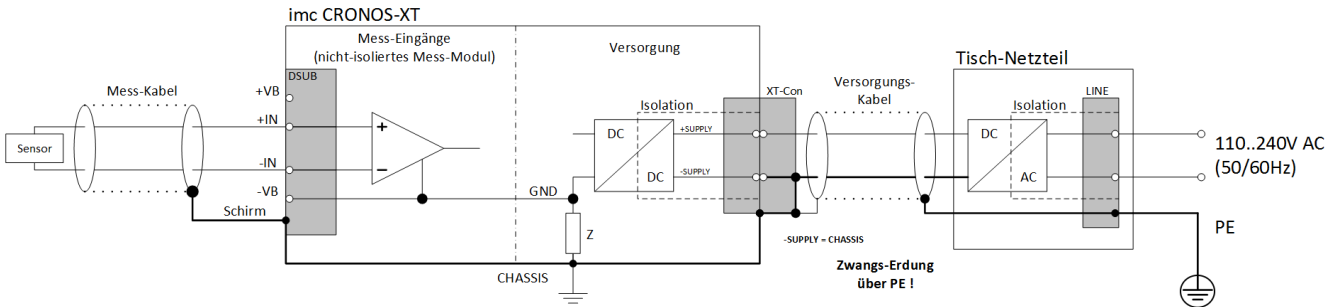 imc CRONOS-XT
Mess-Eingänge
(nicht-isoliertes Mess-Modul)
Versorgung
Tisch-Netzteil
DSUB
Mess-Kabel
+VB
+IN
Sensor
-IN
-VB
Schirm
+
−
GND
Z
CHASSIS
Isolation
DC
DC
+SUPPLY
-SUPPLY
XT-Con
Versorgungs-
Kabel
-SUPPLY = CHASSIS
Zwangs-Erdung
über PE !
LINE
Isolation
DC
AC
110..240V AC
(50/60Hz)
PE